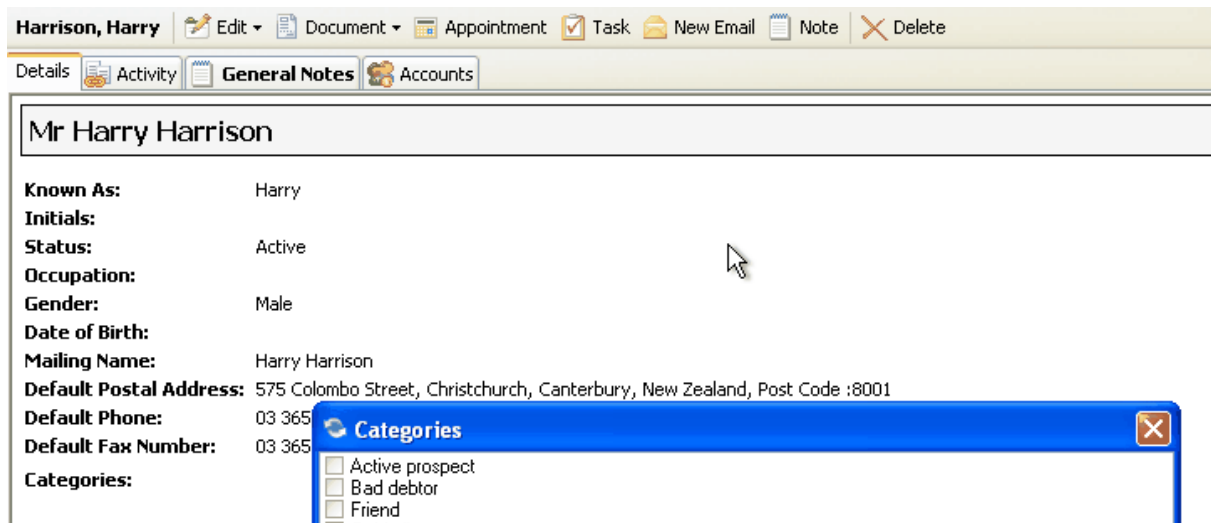 Harrison, Harry Edit Document Appointment Task New Email Note Delete
Details Activity General Notes Accounts
Mr Harry Harrison
Known As: Harry
Initials:
Status: Active
Occupation:
Gender: Male
Date of Birth:
Mailing Name: Harry Harrison
Default Postal Address: 575 Colombo Street, Christchurch, Canterbury, New Zealand, Post Code :8001
Default Phone: 03 365
Default Fax Number: 03 365
Categories
Categories:
Active prospect
Bad debtor
Friend